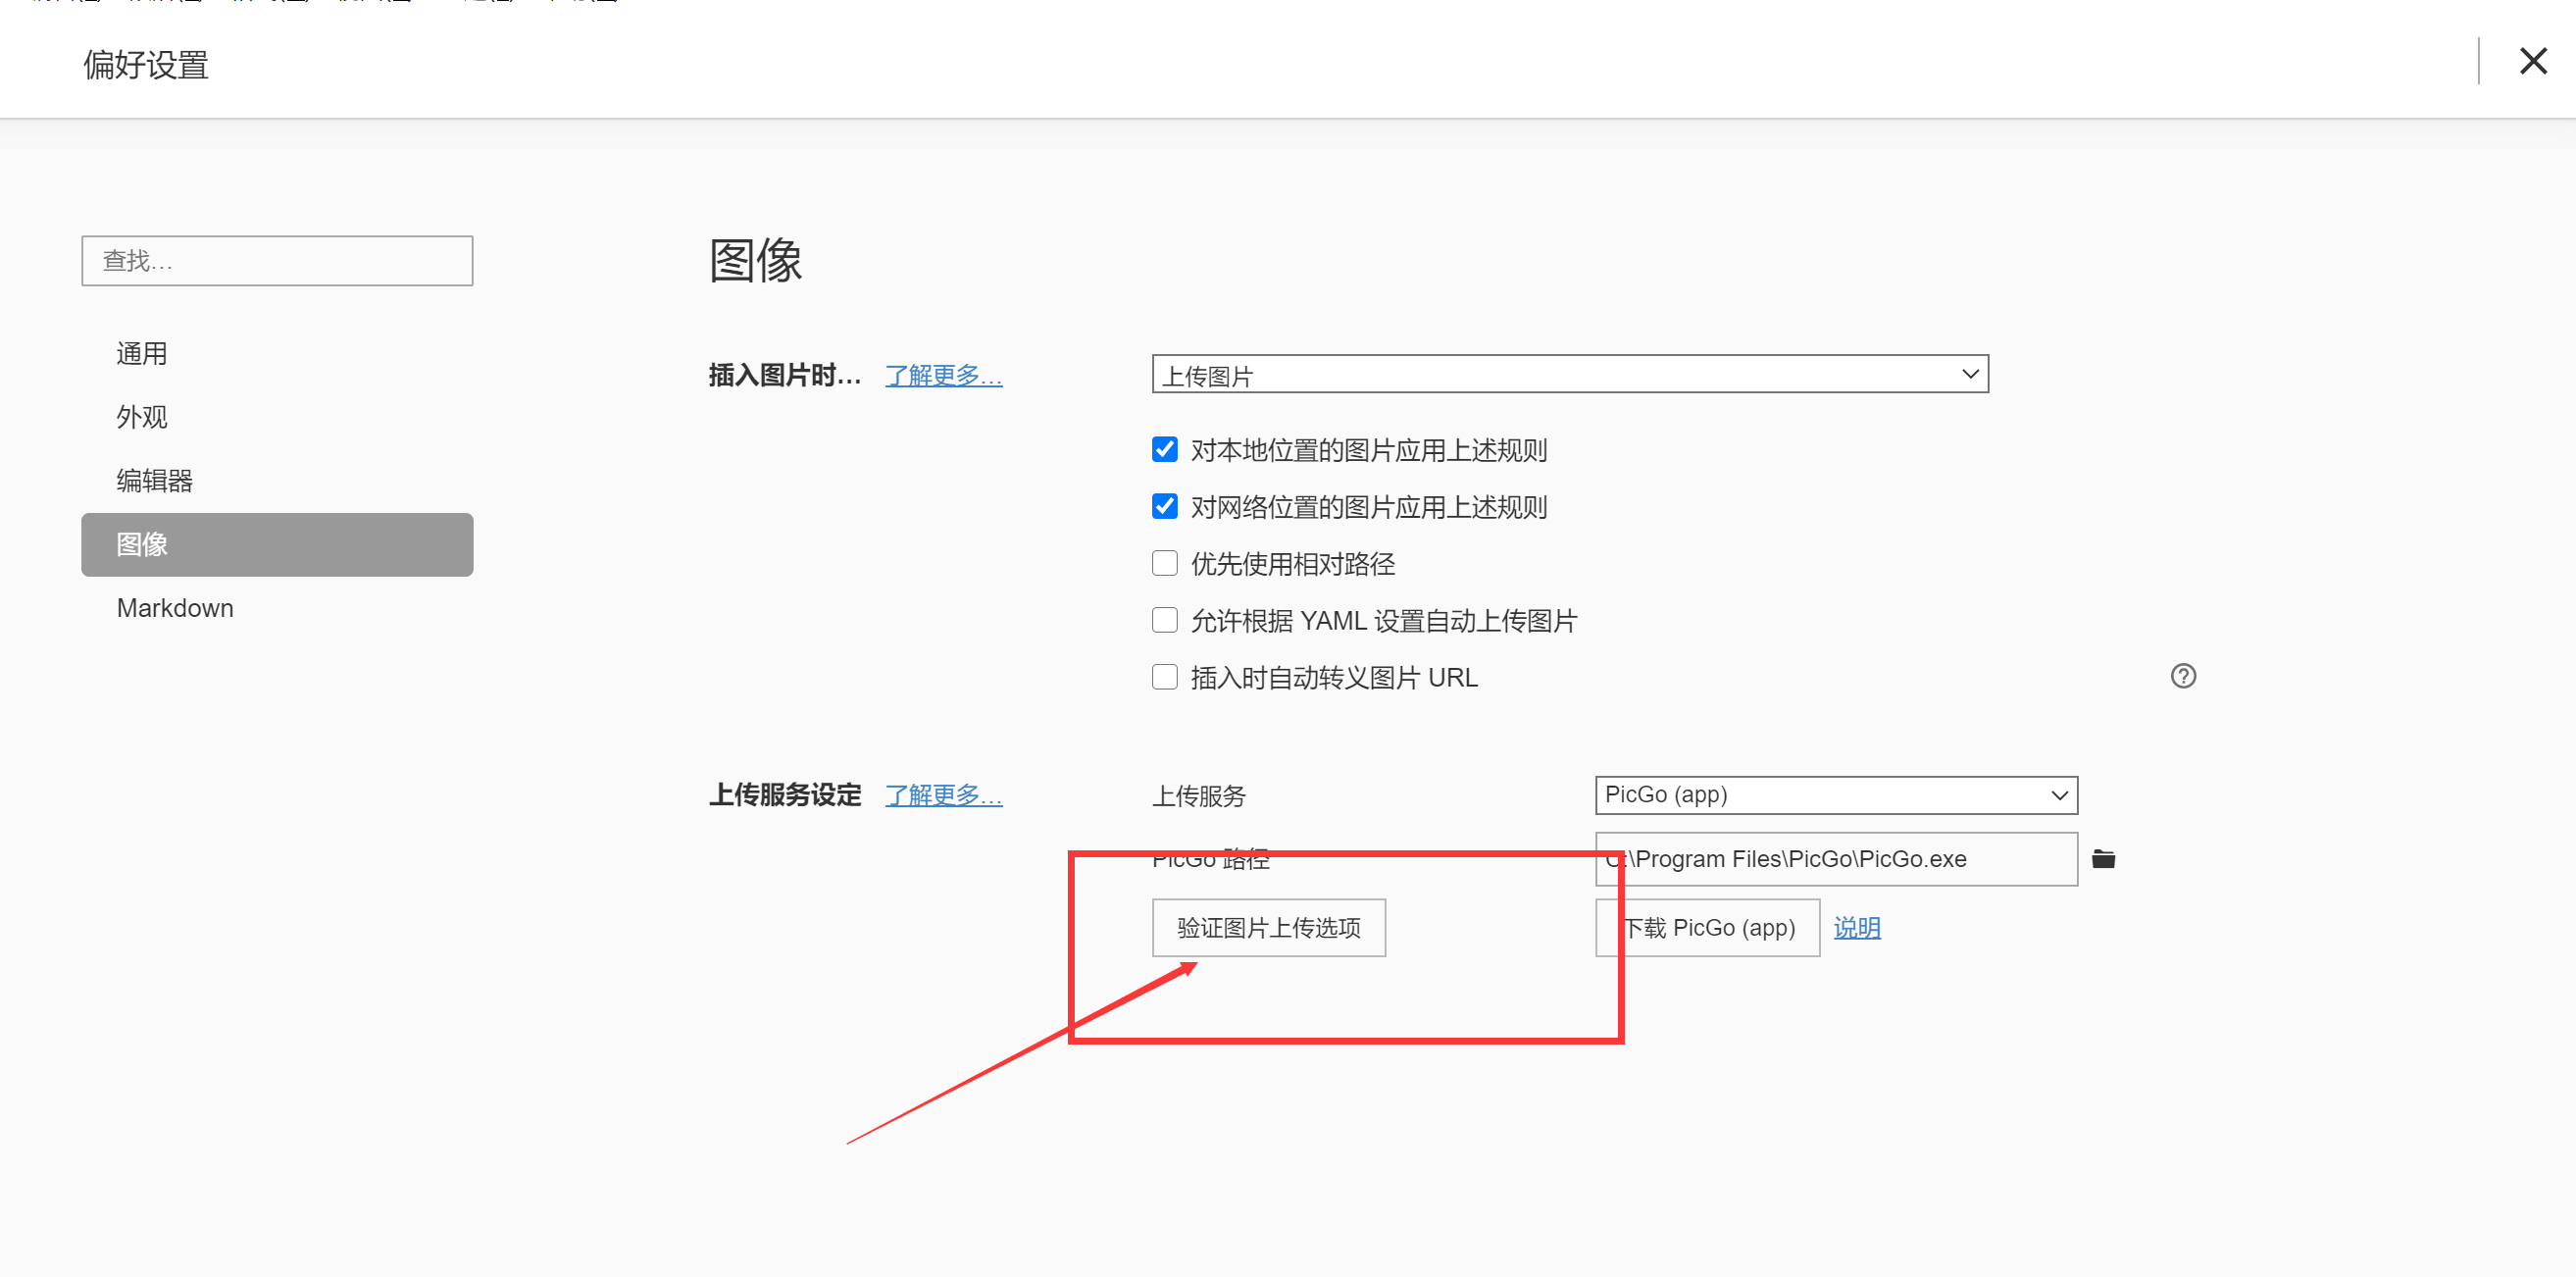 偏好设置
查找...
通用
外观
编辑器
图像
Markdown
图像
插入图片时... 了解更多... 上传图片
对本地位置的图片应用上述规则
对网络位置的图片应用上述规则
优先使用相对路径
允许根据 YAML 设置自动上传图片
插入时自动转义图片 URL
上传服务设定 了解更多... 上传服务 PicGo (app)
PicGo 路径 C:\Program Files\PicGo\PicGo.exe
验证图片上传选项 下载 PicGo (app) 说明